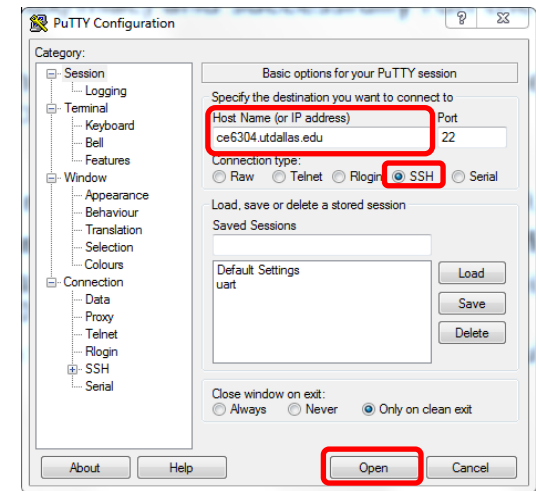 PuTTY Configuration
Category:
Session
Logging
Terminal
Keyboard
Bell
Features
Window
Appearance
Behaviour
Translation
Selection
Colours
Connection
Data
Proxy
Telnet
Rlogin
SSH
Serial
Basic options for your PuTTY session
Specify the destination you want to connect to
Host Name (or IP address) Port
ce6304.utdallas.edu 22
Connection type:
Raw Telnet Rlogin SSH Serial
Load, save or delete a stored session
Saved Sessions
Default Settings
uart
Load
Save
Delete
Close window on exit:
Always Never Only on clean exit
About Help Open Cancel